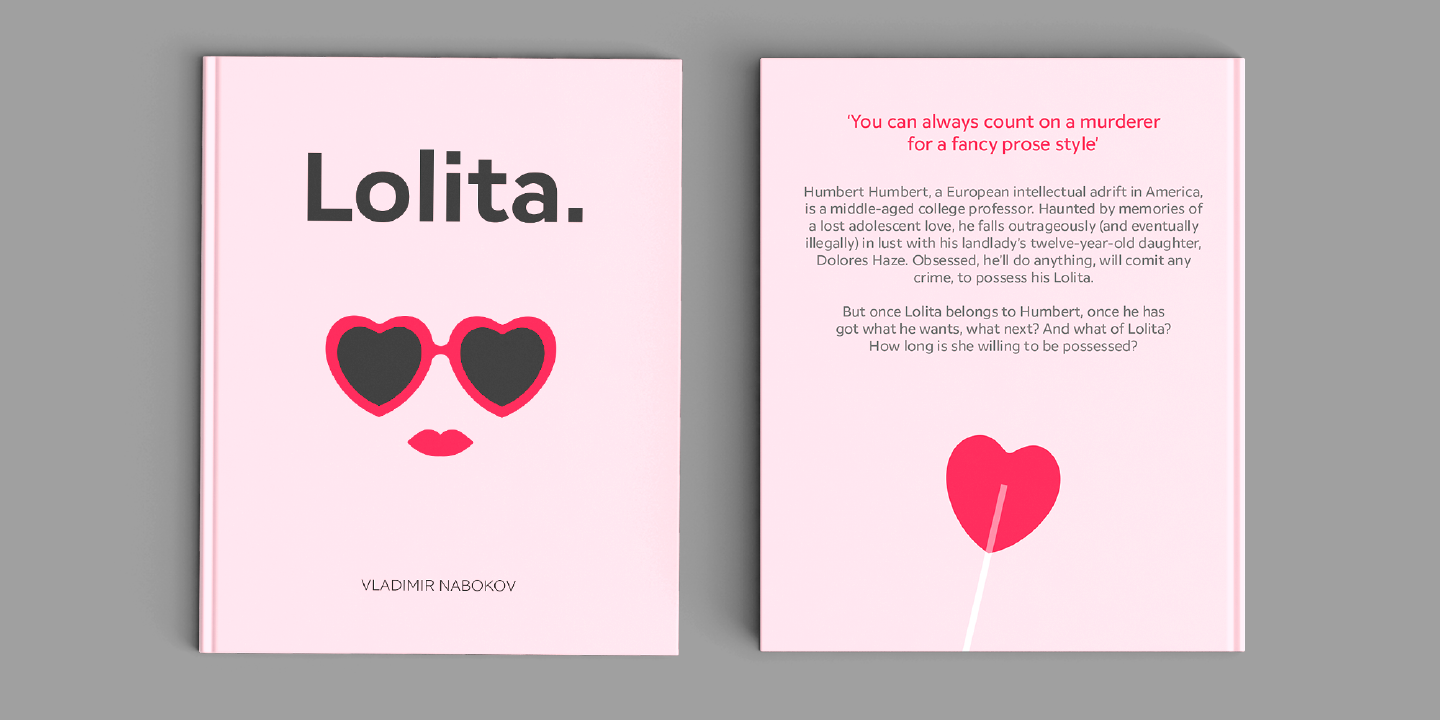 Lolita.
VLADIMIR NABOKOV
‘You can always count on a murderer
for a fancy prose style’
Humbert Humbert, a European intellectual adrift in America,
is a middle-aged college professor. Haunted by memories of
a lost adolescent love, he falls outrageously (and eventually
illegally) in lust with his landlady's twelve-year-old daughter,
Dolores Haze. Obsessed, he'll do anything, will comit any
crime, to possess his Lolita.
But once Lolita belongs to Humbert, once he has
got what he wants, what next? And what of Lolita?
How long is she willing to be possessed?